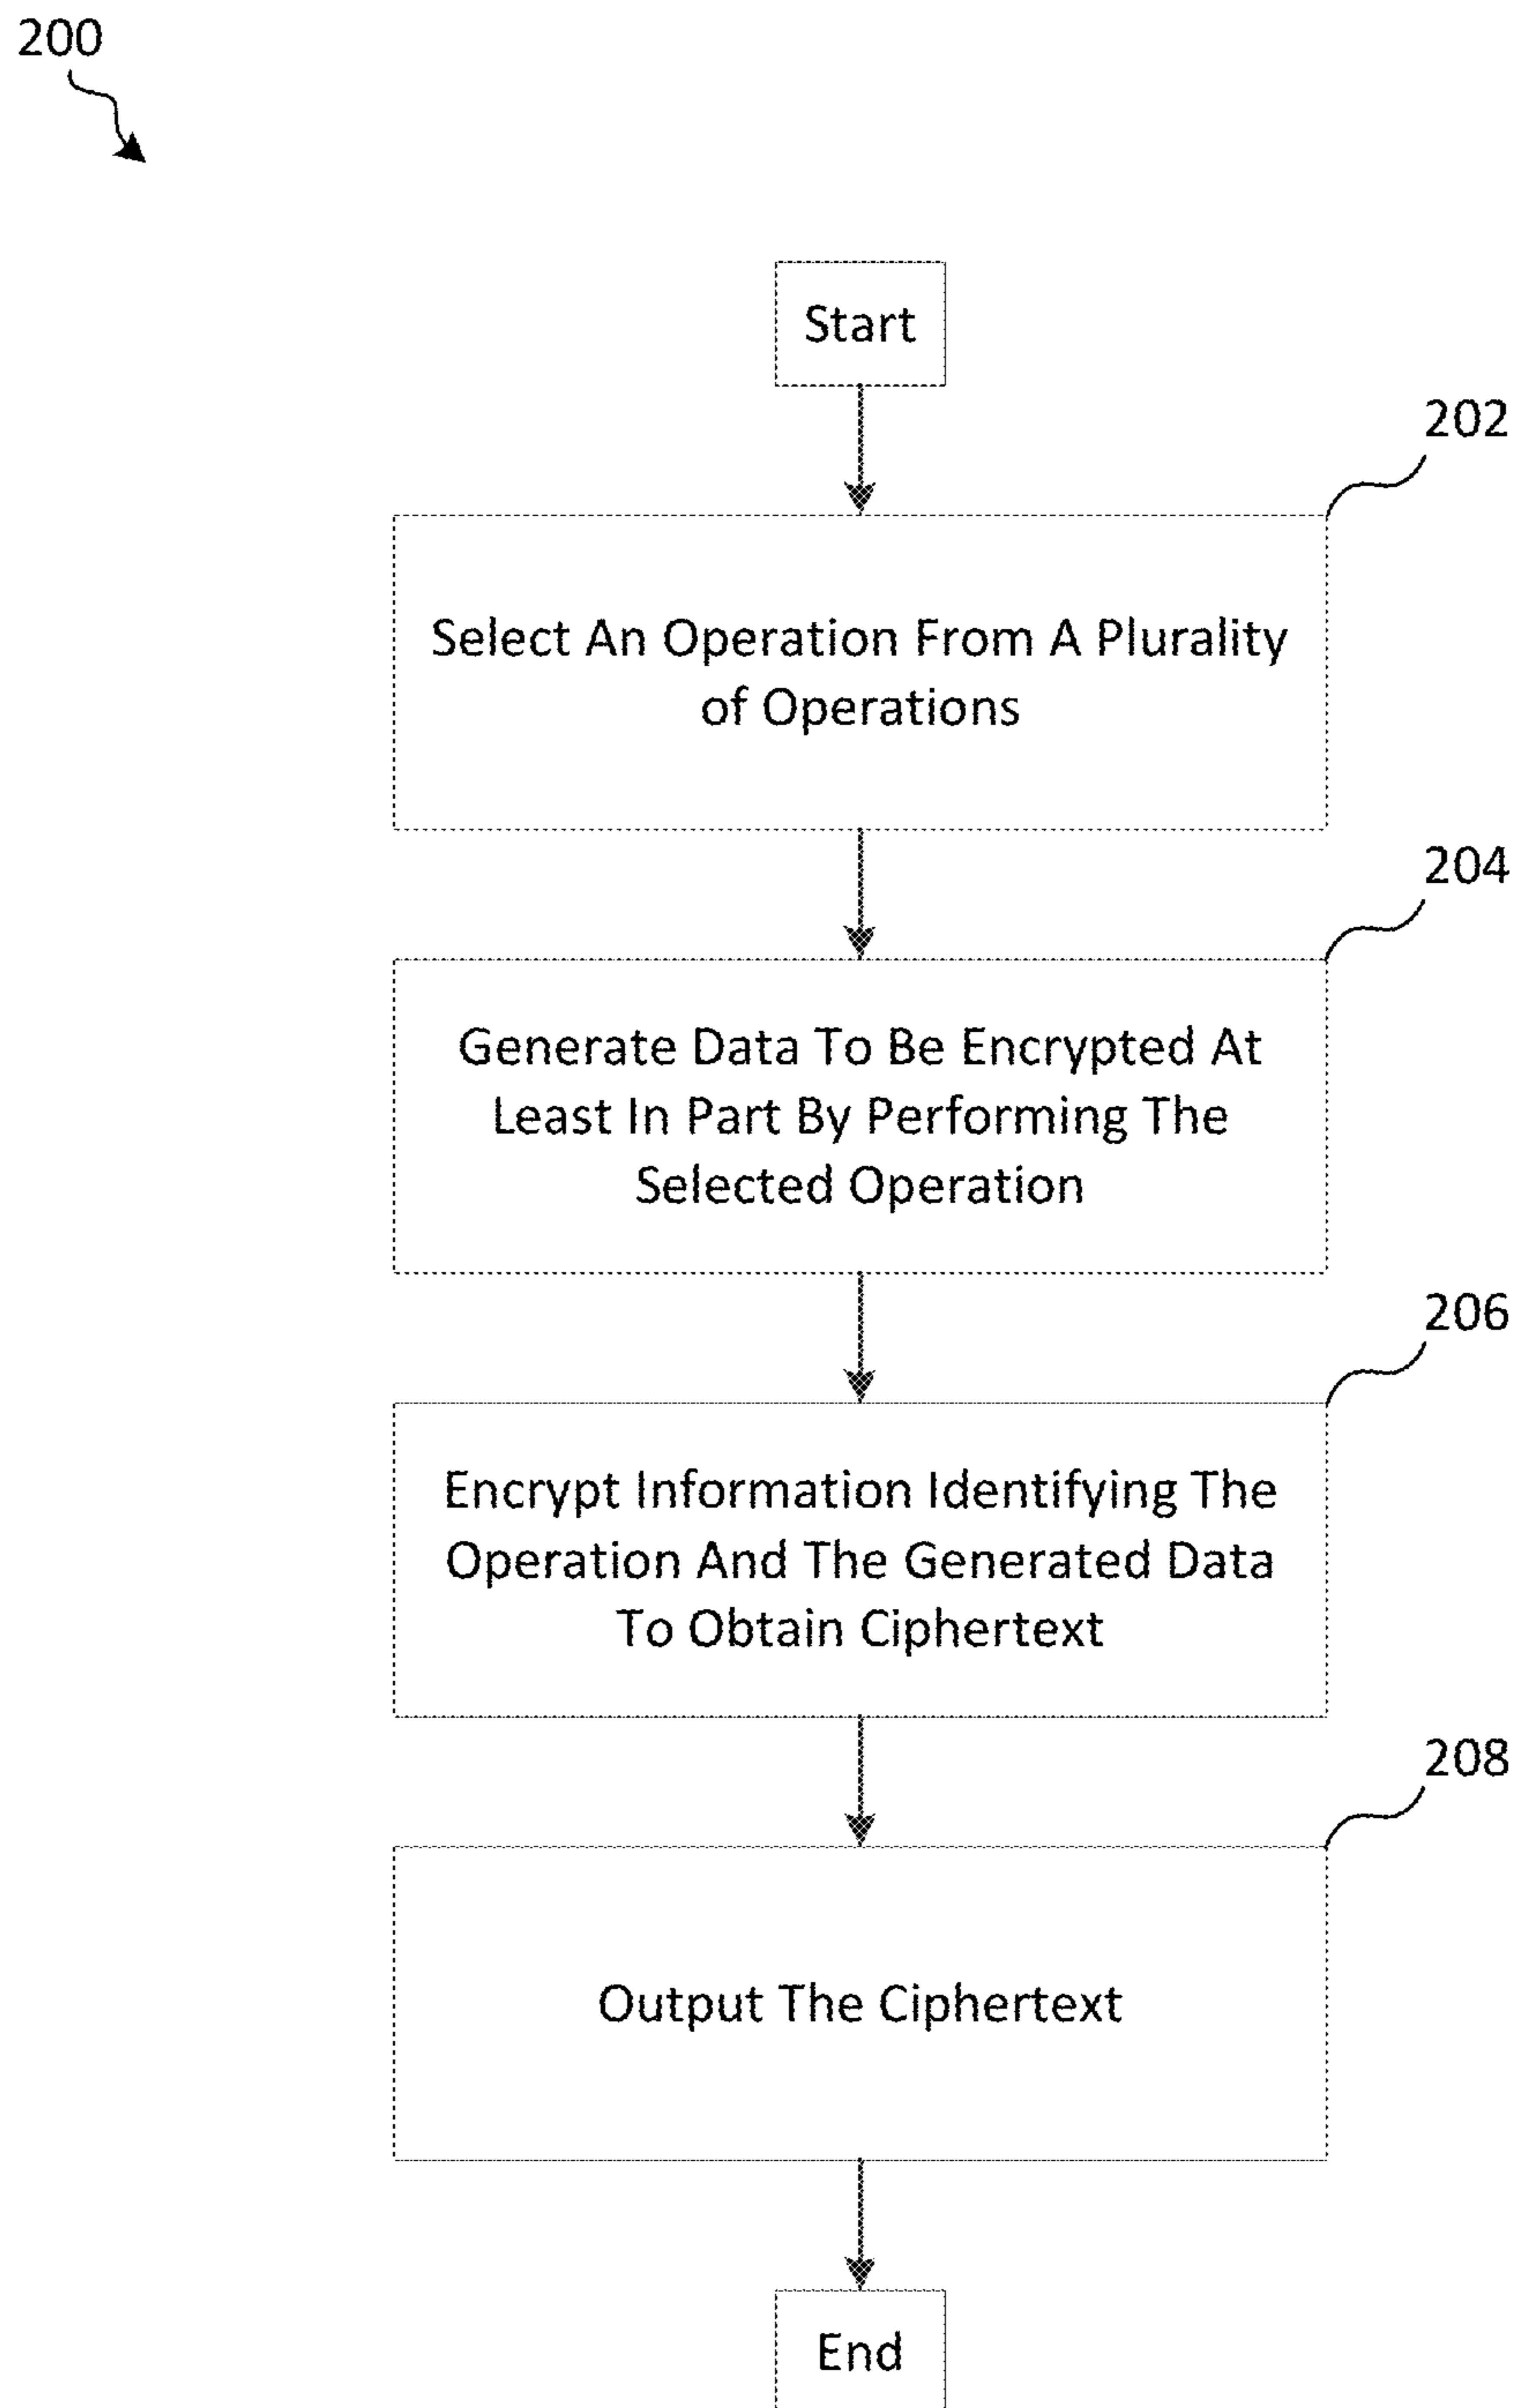 200
Start
202
Select An Operation From A Plurality
of Operations
204
Generate Data To Be Encrypted At
Least In Part By Performing The
Selected Operation
206
Encrypt Information Identifying The
Operation And The Generated Data
To Obtain Ciphertext
208
Output The Ciphertext
End